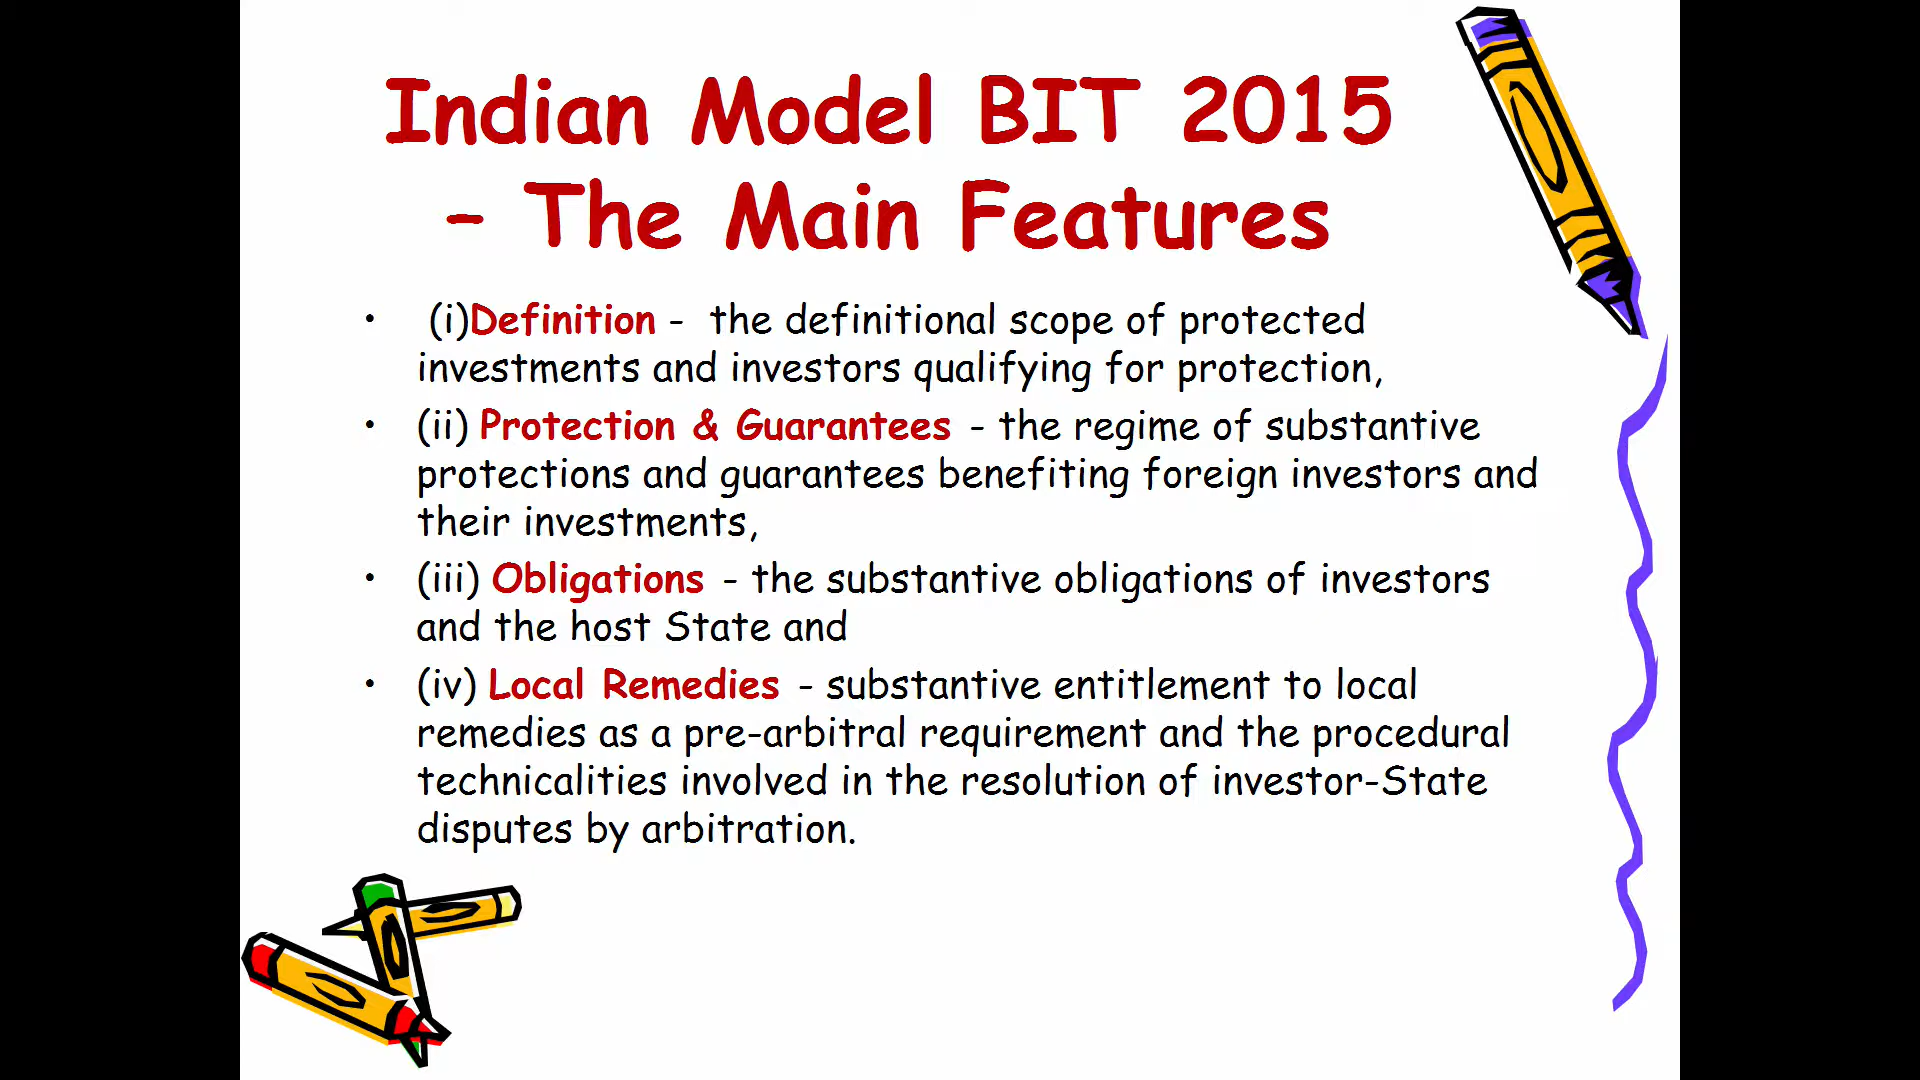 Indian Model BIT 2015
– The Main Features
• (i)Definition - the definitional scope of protected
investments and investors qualifying for protection,
• (ii) Protection & Guarantees - the regime of substantive
protections and guarantees benefiting foreign investors and
their investments,
• (iii) Obligations - the substantive obligations of investors
and the host State and
• (iv) Local Remedies - substantive entitlement to local
remedies as a pre-arbitral requirement and the procedural
technicalities involved in the resolution of investor-State
disputes by arbitration.